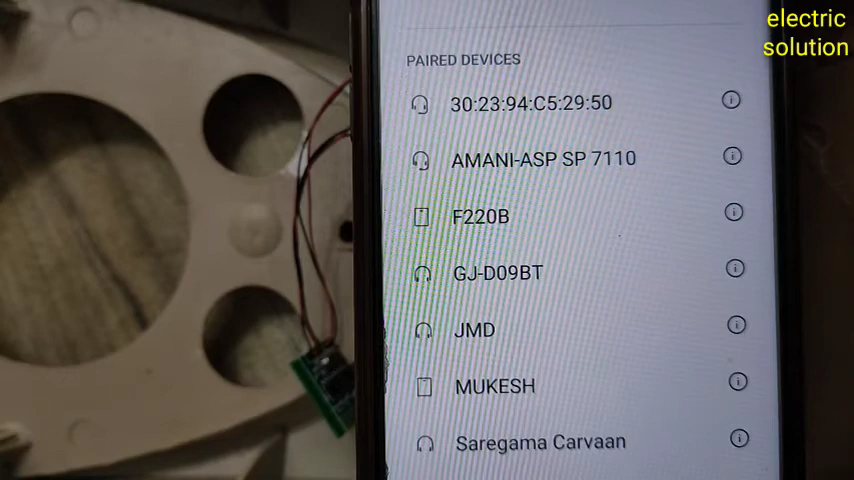 electric
solution
PAIRED DEVICES
30:23:94:C5:29:50
AMANI-ASP SP 7110
F220B
GJ-D09BT
JMD
MUKESH
Saregama Carvaan